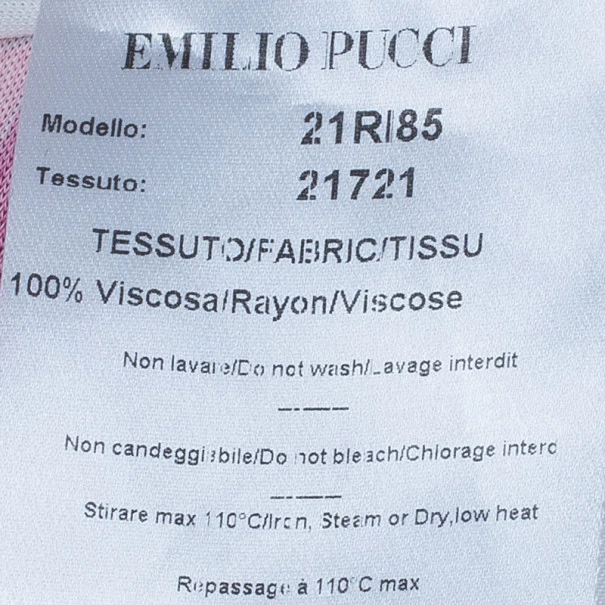 EMILIO PUCCI
Modello: 21RI85
Tessuto: 21721
TESSUTO/FABRIC/TISSU
100% Viscosa/Rayon/Viscose
Non lavare/Do not wash/Lavage interdit
Non candeggiabile/Do not bleach/Chlorage interd
Stirare max 110°C/Iron, Steam or Dry,low heat
Repassage à 110°C max